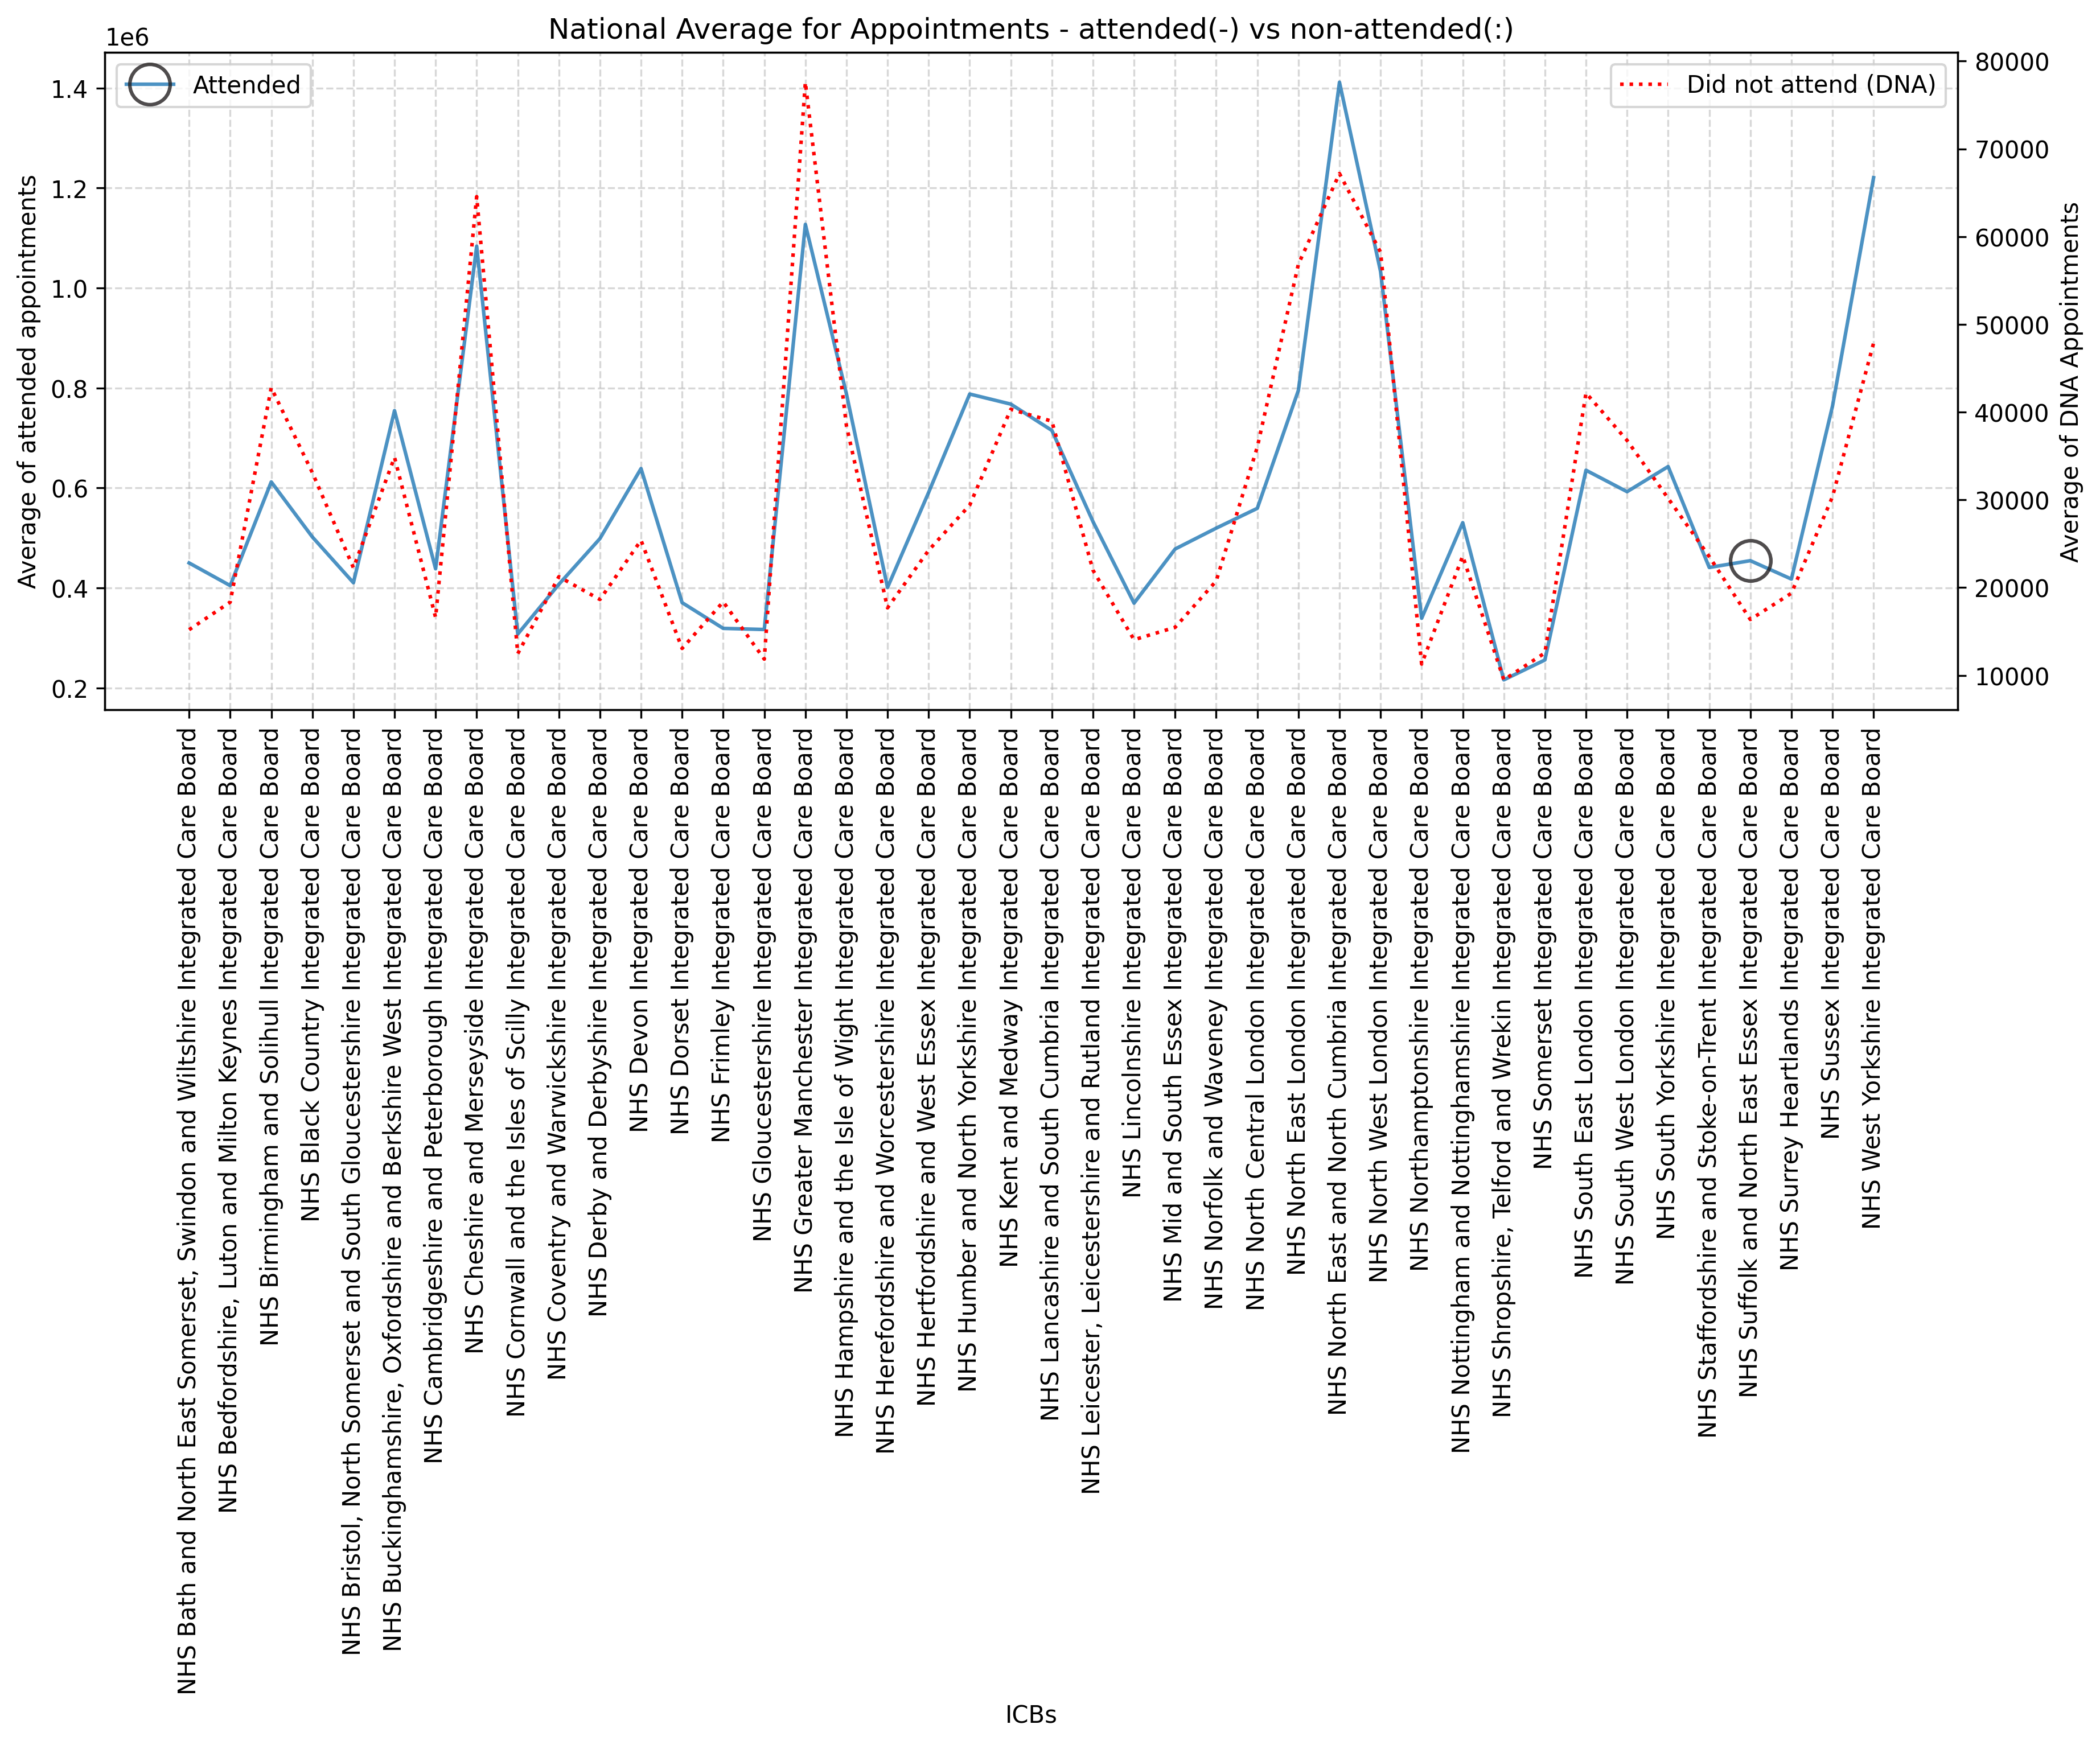 National Average for Appointments - attended(-) vs non-attended(:)
1e6
Attended
Did not attend (DNA)
Average of attended appointments
1.4
1.2
1.0
0.8
0.6
0.4
0.2
80000
70000
60000
50000
40000
30000
20000
10000
Average of DNA Appointments
NHS Bath and North East Somerset, Swindon and Wiltshire Integrated Care Board
NHS Bedfordshire, Luton and Milton Keynes Integrated Care Board
NHS Birmingham and Solihull Integrated Care Board
NHS Black Country Integrated Care Board
NHS Bristol, North Somerset and South Gloucestershire Integrated Care Board
NHS Buckinghamshire, Oxfordshire and Berkshire West Integrated Care Board
NHS Cambridgeshire and Peterborough Integrated Care Board
NHS Cheshire and Merseyside Integrated Care Board
NHS Cornwall and the Isles of Scilly Integrated Care Board
NHS Coventry and Warwickshire Integrated Care Board
NHS Derby and Derbyshire Integrated Care Board
NHS Devon Integrated Care Board
NHS Dorset Integrated Care Board
NHS Frimley Integrated Care Board
NHS Gloucestershire Integrated Care Board
NHS Greater Manchester Integrated Care Board
NHS Hampshire and the Isle of Wight Integrated Care Board
NHS Herefordshire and Worcestershire Integrated Care Board
NHS Hertfordshire and West Essex Integrated Care Board
NHS Humber and North Yorkshire Integrated Care Board
NHS Kent and Medway Integrated Care Board
NHS Lancashire and South Cumbria Integrated Care Board
NHS Leicester, Leicestershire and Rutland Integrated Care Board
NHS Lincolnshire Integrated Care Board
NHS Mid and South Essex Integrated Care Board
NHS Norfolk and Waveney Integrated Care Board
NHS North Central London Integrated Care Board
NHS North East London Integrated Care Board
NHS North East and North Cumbria Integrated Care Board
NHS North West London Integrated Care Board
NHS Northamptonshire Integrated Care Board
NHS Nottingham and Nottinghamshire Integrated Care Board
NHS Shropshire, Telford and Wrekin Integrated Care Board
NHS Somerset Integrated Care Board
NHS South East London Integrated Care Board
NHS South West London Integrated Care Board
NHS South Yorkshire Integrated Care Board
NHS Staffordshire and Stoke-on-Trent Integrated Care Board
NHS Suffolk and North East Essex Integrated Care Board
NHS Surrey Heartlands Integrated Care Board
NHS Sussex Integrated Care Board
NHS West Yorkshire Integrated Care Board
ICBs